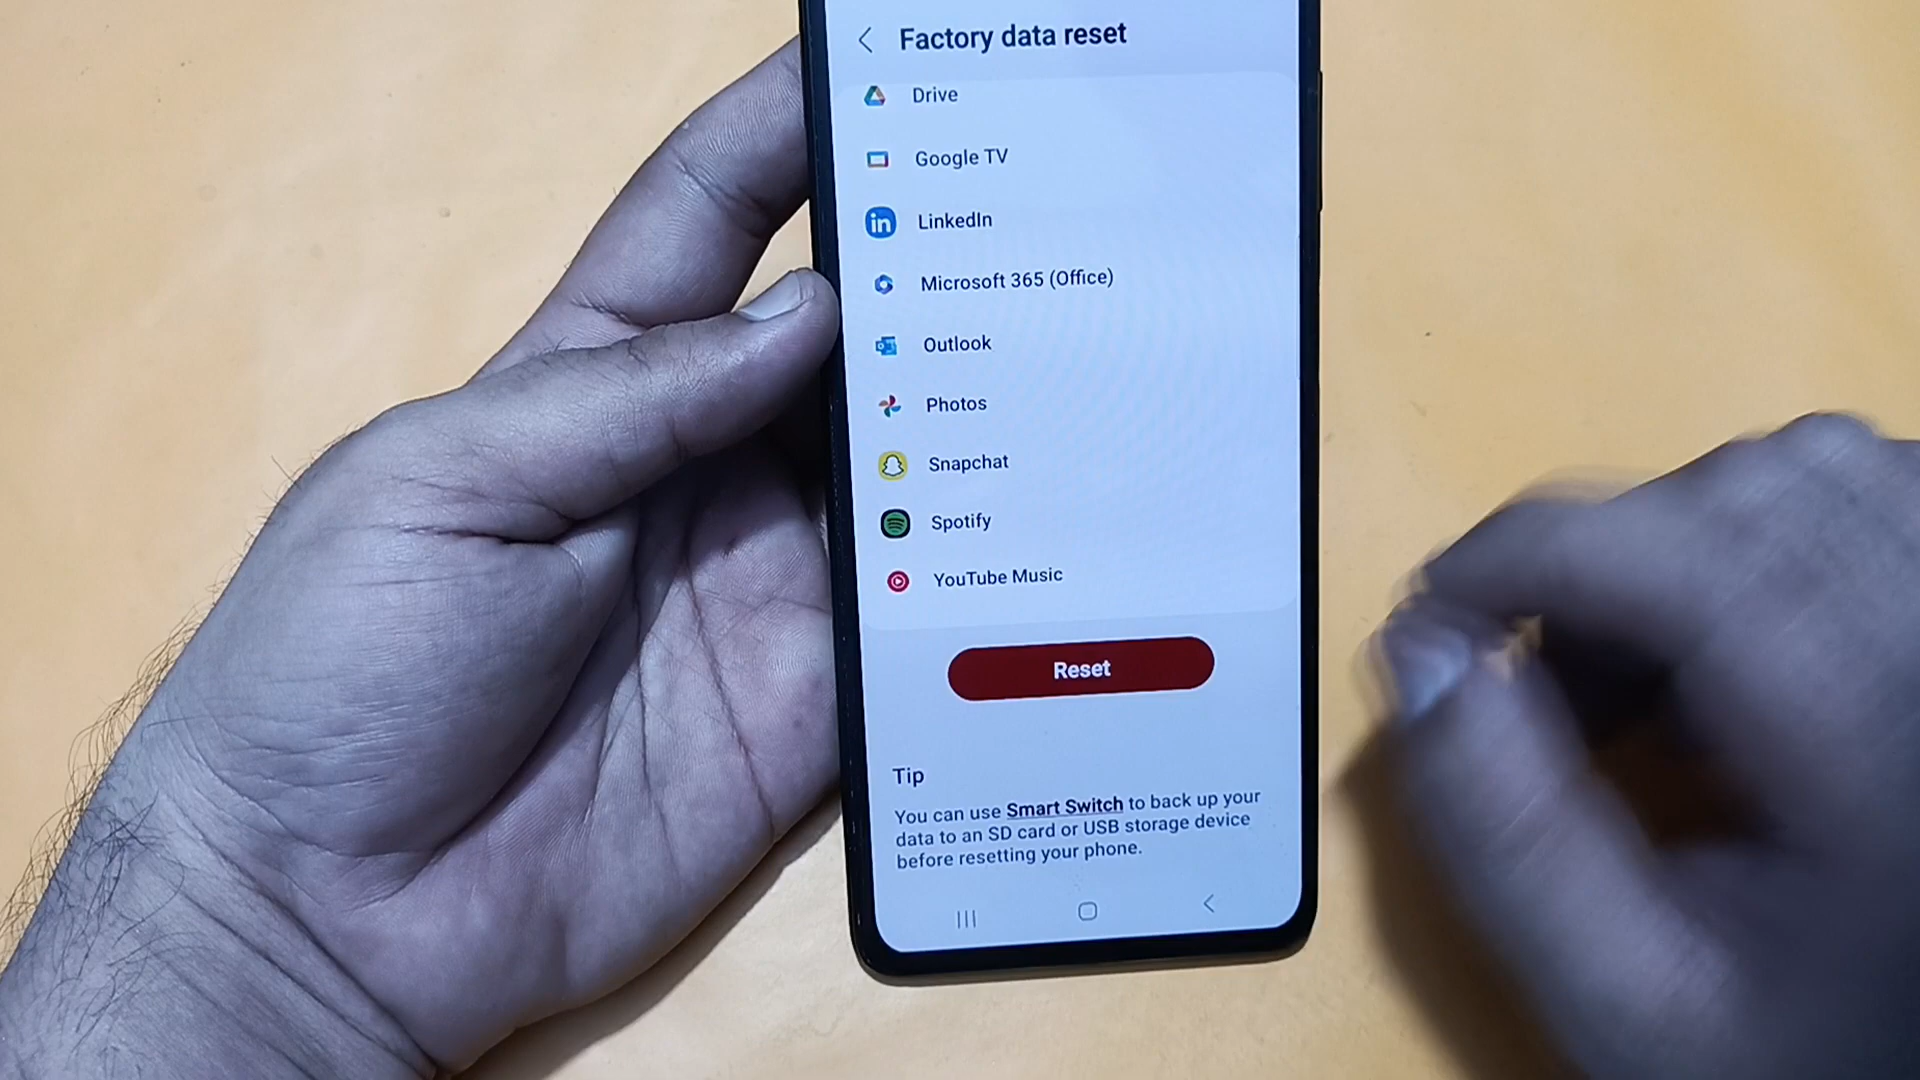 Factory data reset
Drive
Google TV
LinkedIn
Microsoft 365 (Office)
Outlook
Photos
Snapchat
Spotify
YouTube Music
Reset
Tip
You can use Smart Switch to back up your
data to an SD card or USB storage device
before resetting your phone.